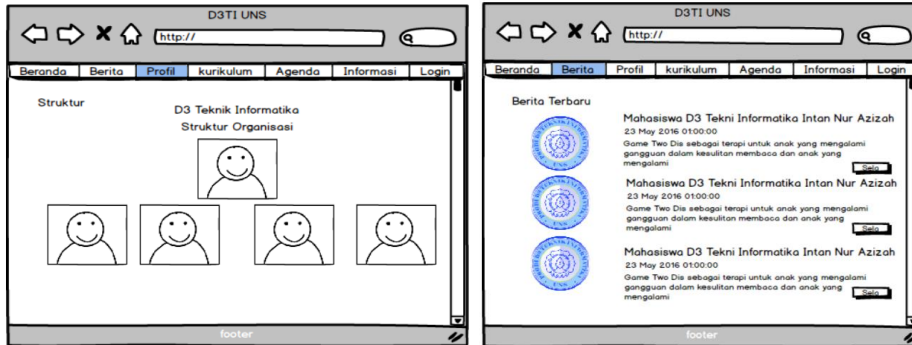 D3TI UNS
http://
Beranda Berita Profil kurikulum Agenda Informasi Login
Struktur
D3 Teknik Informatika
Struktur Organisasi
footer
D3TI UNS
http://
Beranda Berita Profil kurikulum Agenda Informasi Login
Berita Terbaru
Mahasiswa D3 Tekni Informatika Intan Nur Azizah
23 May 2016 01:00:00
Game Two Dis sebagai terapi untuk anak yang mengalami
gangguan dalam kesulitan membaca dan anak yang
mengalami
Sela
Mahasiswa D3 Tekni Informatika Intan Nur Azizah
23 May 2016 01:00:00
Game Two Dis sebagai terapi untuk anak yang mengalami
gangguan dalam kesulitan membaca dan anak yang
mengalami
Sela
Mahasiswa D3 Tekni Informatika Intan Nur Azizah
23 May 2016 01:00:00
Game Two Dis sebagai terapi untuk anak yang mengalami
gangguan dalam kesulitan membaca dan anak yang
mengalami
Sela
footer